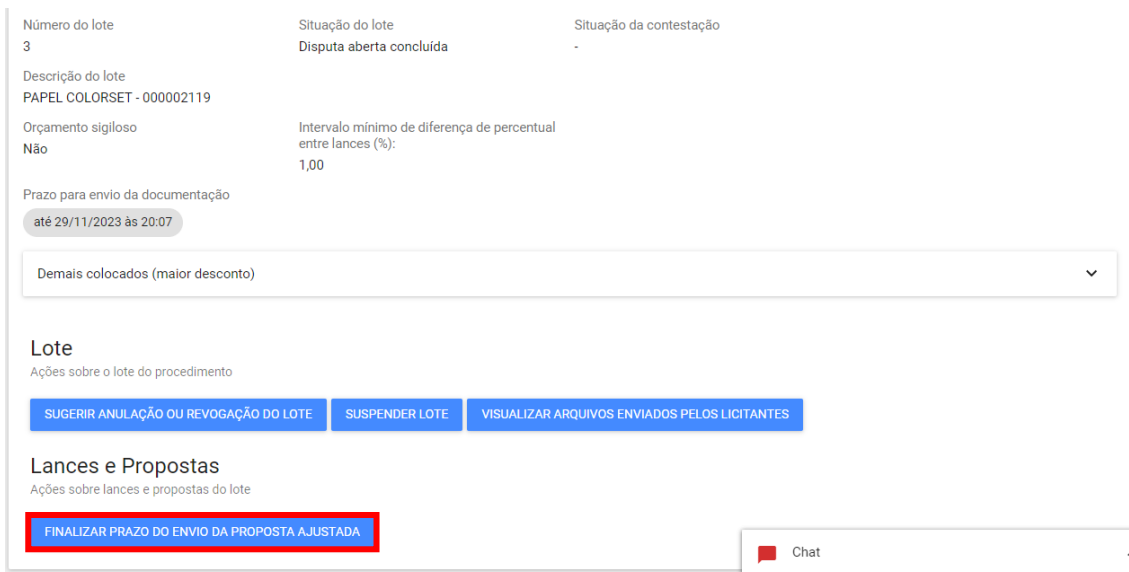 Número do lote
Situação do lote
Situação da contestação
3
Disputa aberta concluída
-
Descrição do lote
PAPEL COLORSET - 000002119
Orçamento sigiloso
Intervalo mínimo de diferença de percentual
entre lances (%):
Não
1,00
Prazo para envio da documentação
até 29/11/2023 às 20:07
Demais colocados (maior desconto)
Lote
Ações sobre o lote do procedimento
SUGERIR ANULAÇÃO OU REVOGAÇÃO DO LOTE
SUSPENDER LOTE
VISUALIZAR ARQUIVOS ENVIADOS PELOS LICITANTES
Lances e Propostas
Ações sobre lances e propostas do lote
FINALIZAR PRAZO DO ENVIO DA PROPOSTA AJUSTADA
Chat